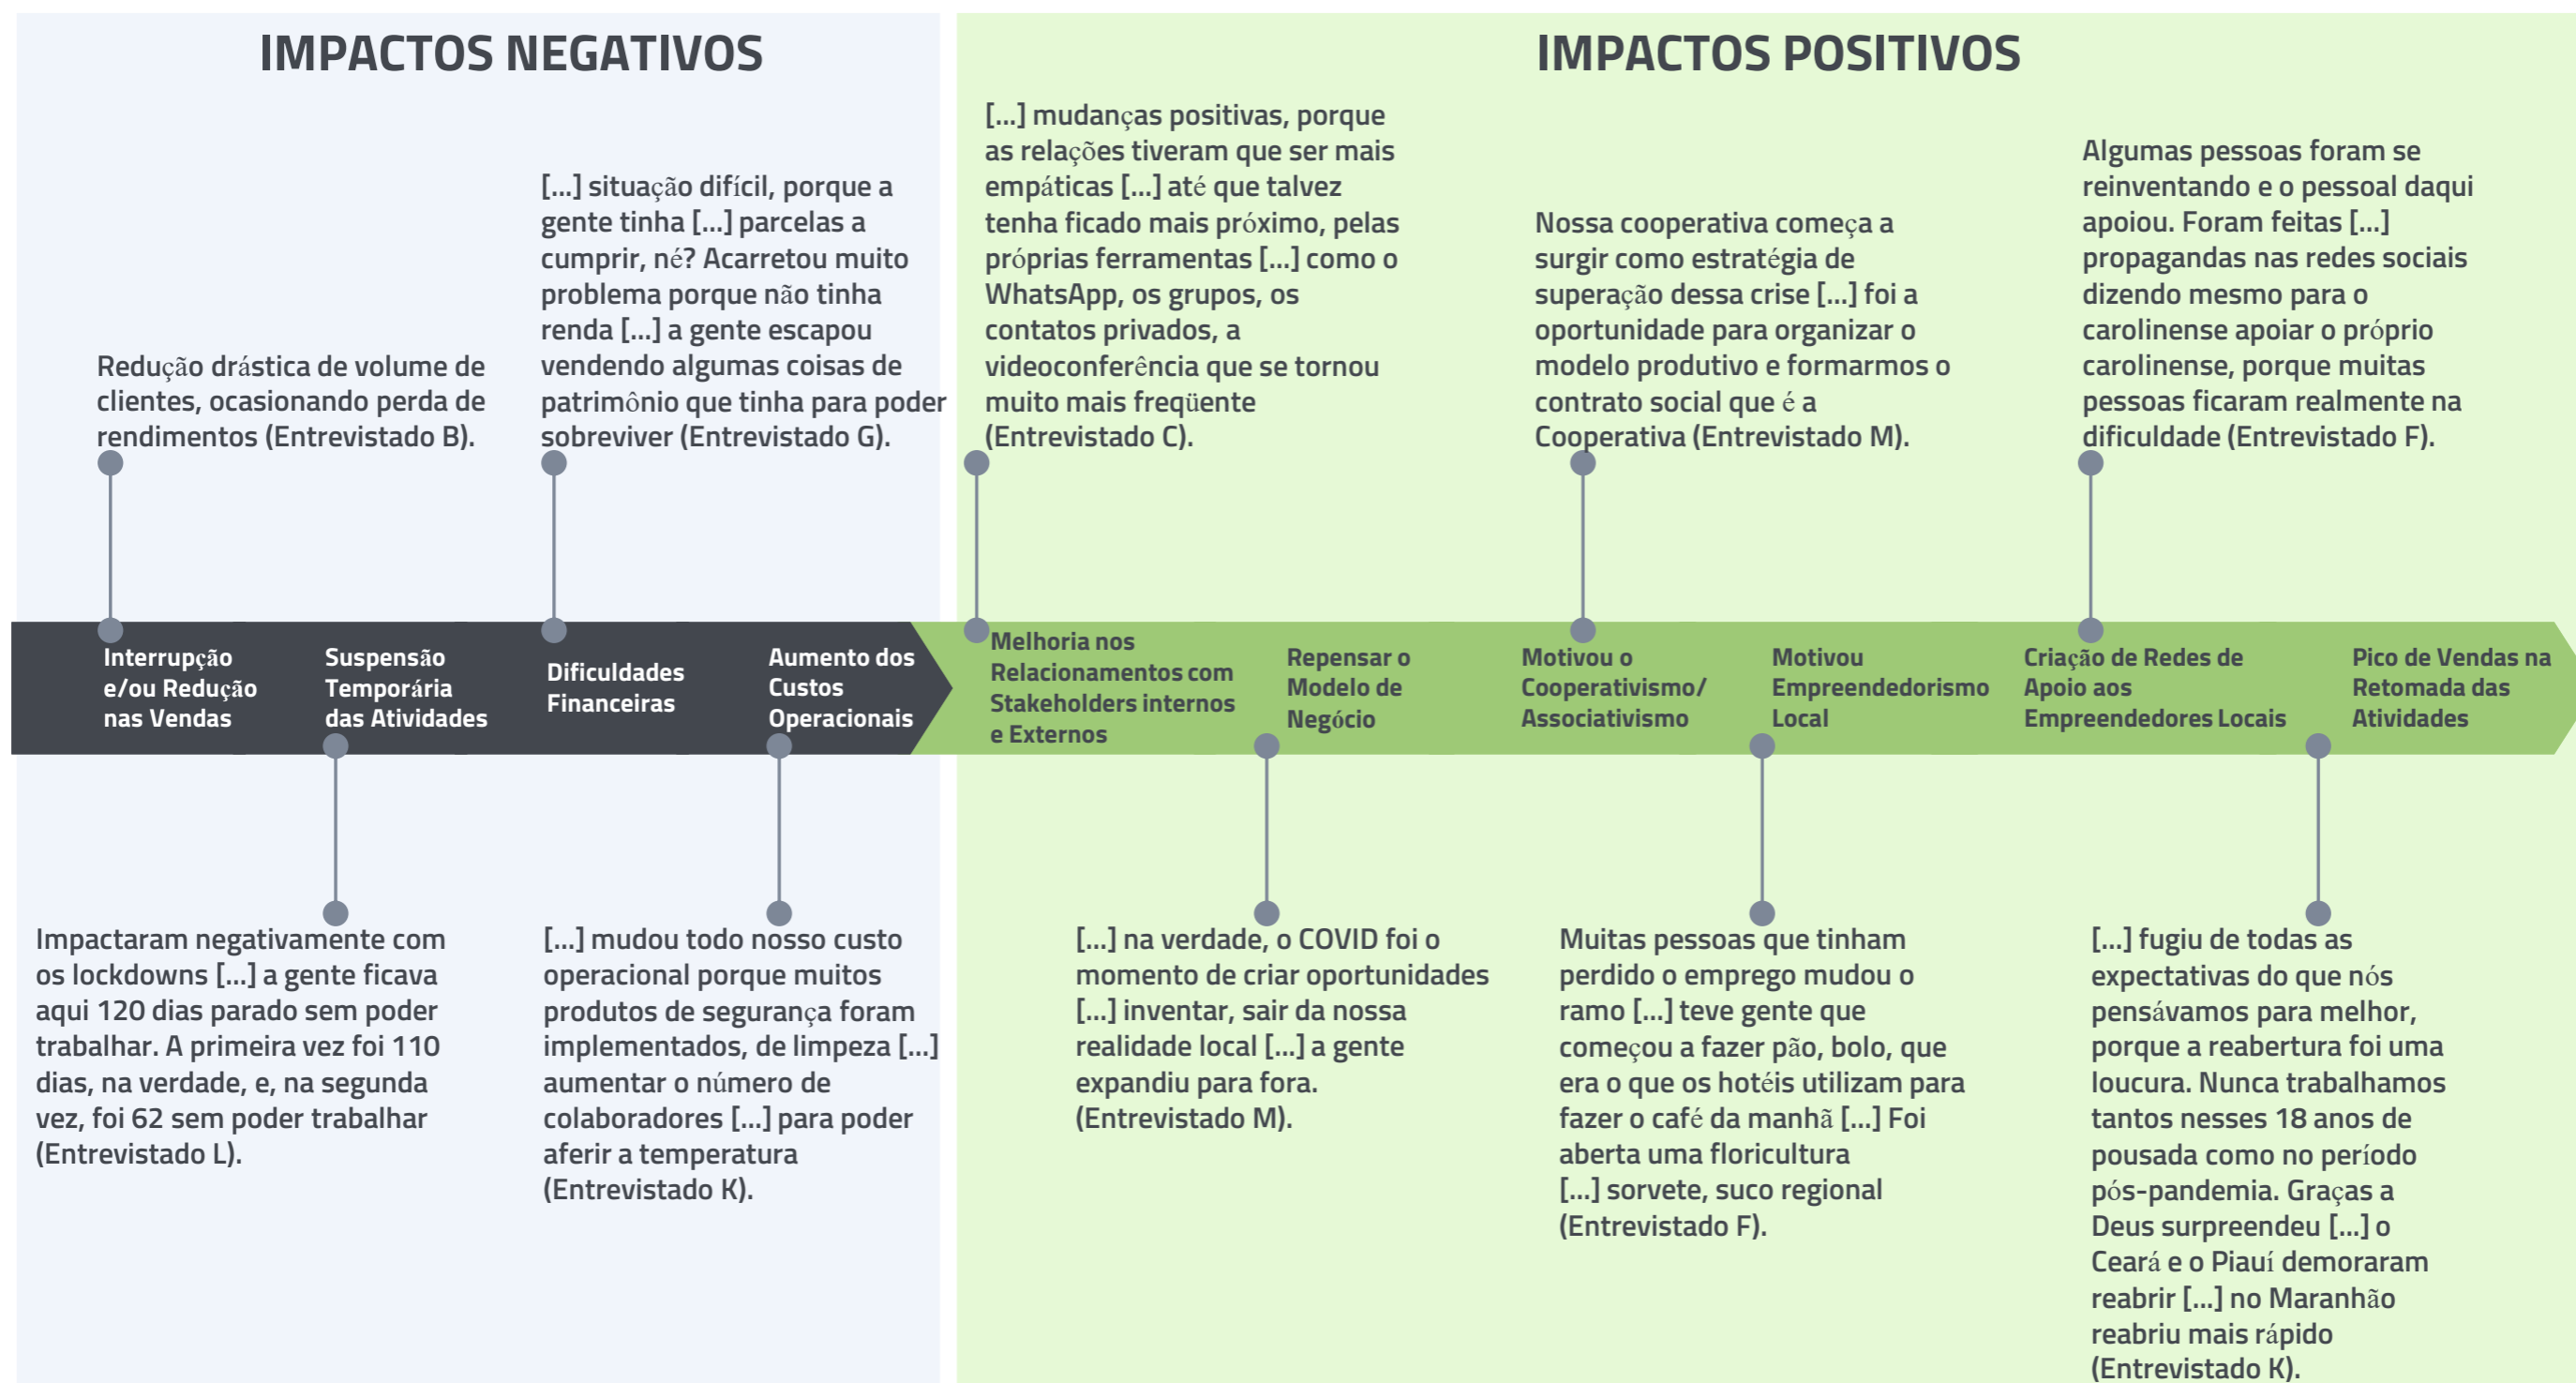 IMPACTOS NEGATIVOS
Redução drástica de volume de
clientes, ocasionando perda de
rendimentos (Entrevistado B).
[...] situação difícil, porque a
gente tinha [...] parcelas a
cumprir, né? Acarretou muito
problema porque não tinha
renda [...] a gente escapou
vendendo algumas coisas de
patrimônio que tinha para poder
sobreviver (Entrevistado G).
IMPACTOS POSITIVOS
[...] mudanças positivas, porque
as relações tiveram que ser mais
empáticas [...] até que talvez
tenha ficado mais próximo, pelas
próprias ferramentas [...] como o
WhatsApp, os grupos, os
contatos privados, a
videoconferência que se tornou
muito mais freqüente
(Entrevistado C).
Nossa cooperativa começa a
surgir como estratégia de
superação dessa crise [...] foi a
oportunidade para organizar o
modelo produtivo e formarmos o
contrato social que é a
Cooperativa (Entrevistado M).
Algumas pessoas foram se
reinventando e o pessoal daqui
apoiou. Foram feitas [...]
propagandas nas redes sociais
dizendo mesmo para o
carolinense apoiar o próprio
carolinense, porque muitas
pessoas ficaram realmente na
dificuldade (Entrevistado F).
Interrupção
e/ou Redução
nas Vendas
Suspensão
Temporária
das Atividades
Dificuldades
Financeiras
Aumento dos
Custos
Operacionais
Melhoria nos
Relacionamentos com
Stakeholders internos
e Externos
Repensar o
Modelo de
Negócio
Motivou o
Cooperativismo/
Associativismo
Motivou
Empreendedorismo
Local
Criação de Redes de
Apoio aos
Empreendedores Locais
Pico de Vendas na
Retomada das
Atividades
Impactaram negativamente com
os lockdowns [...] a gente ficava
aqui 120 dias parado sem poder
trabalhar. A primeira vez foi 110
dias, na verdade, e, na segunda
vez, foi 62 sem poder trabalhar
(Entrevistado L).
[...] mudou todo nosso custo
operacional porque muitos
produtos de segurança foram
implementados, de limpeza [...]
aumentar o número de
colaboradores [...] para poder
aferir a temperatura
(Entrevistado K).
[...] na verdade, o COVID foi o
momento de criar oportunidades
[...] inventar, sair da nossa
realidade local [...] a gente
expandiu para fora.
(Entrevistado M).
Muitas pessoas que tinham
perdido o emprego mudou o
ramo [...] teve gente que
começou a fazer pão, bolo, que
era o que os hotéis utilizam para
fazer o café da manhã [...] Foi
aberta uma floricultura
[...] sorvete, suco regional
(Entrevistado F).
[...] fugiu de todas as
expectativas do que nós
pensávamos para melhor,
porque a reabertura foi uma
loucura. Nunca trabalhamos
tantos nesses 18 anos de
pousada como no período
pós-pandemia. Graças a
Deus surpreendeu [...] o
Ceará e o Piauí demoraram
reabrir [...] no Maranhão
reabriu mais rápido
(Entrevistado K).